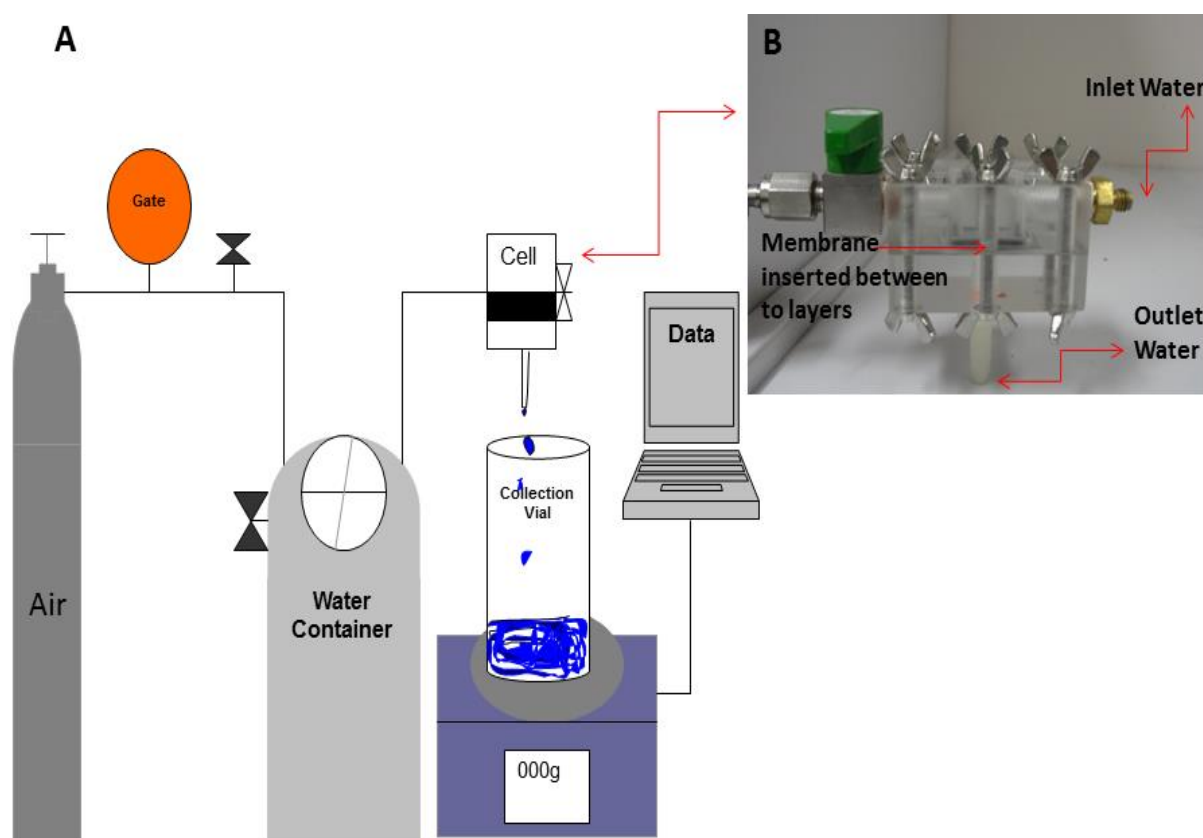 A
Gate
Cell
Data
Collection
Vial
Air
Water
Container
000g
B
Inlet Water
Membrane
inserted between
to layers
Outlet
Water